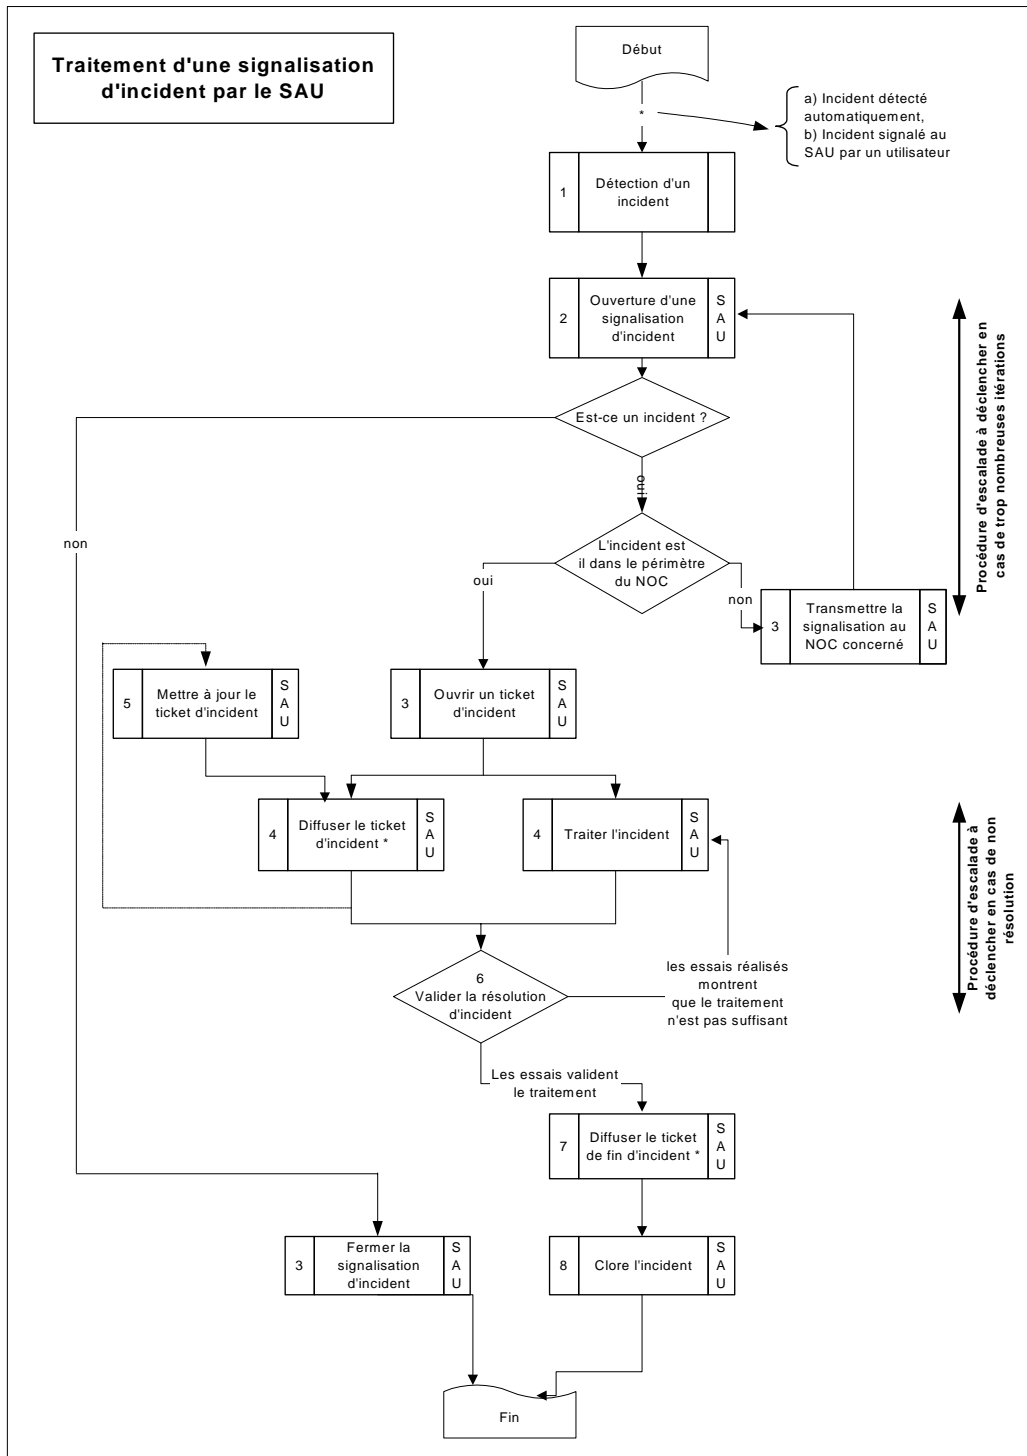 Traitement d'une signalisation
d'incident par le SAU
Début
*
a) Incident détecté
automatiquement,
b) Incident signalé au
SAU par un utilisateur
1
Détection d'un
incident
2
Ouverture d'une
signalisation
d'incident
S
A
U
Est-ce un incident ?
oui
non
L'incident est
il dans le périmètre
du NOC
oui
non
3
Transmettre la
signalisation au
NOC concerné
S
A
U
Procédure d'escalade à déclencher en
cas de trop nombreuses itérations
5
Mettre à jour le
ticket d'incident
S
A
U
3
Ouvrir un ticket
d'incident
S
A
U
4
Diffuser le ticket
d'incident *
S
A
U
4
Traiter l'incident
S
A
U
Procédure d'escalade à
déclencher en cas de non
résolution
6
Valider la résolution
d'incident
les essais réalisés
montrent
que le traitement
n'est pas suffisant
Les essais valident
le traitement
7
Diffuser le ticket
de fin d'incident *
S
A
U
3
Fermer la
signalisation
d'incident
S
A
U
8
Clore l'incident
S
A
U
Fin